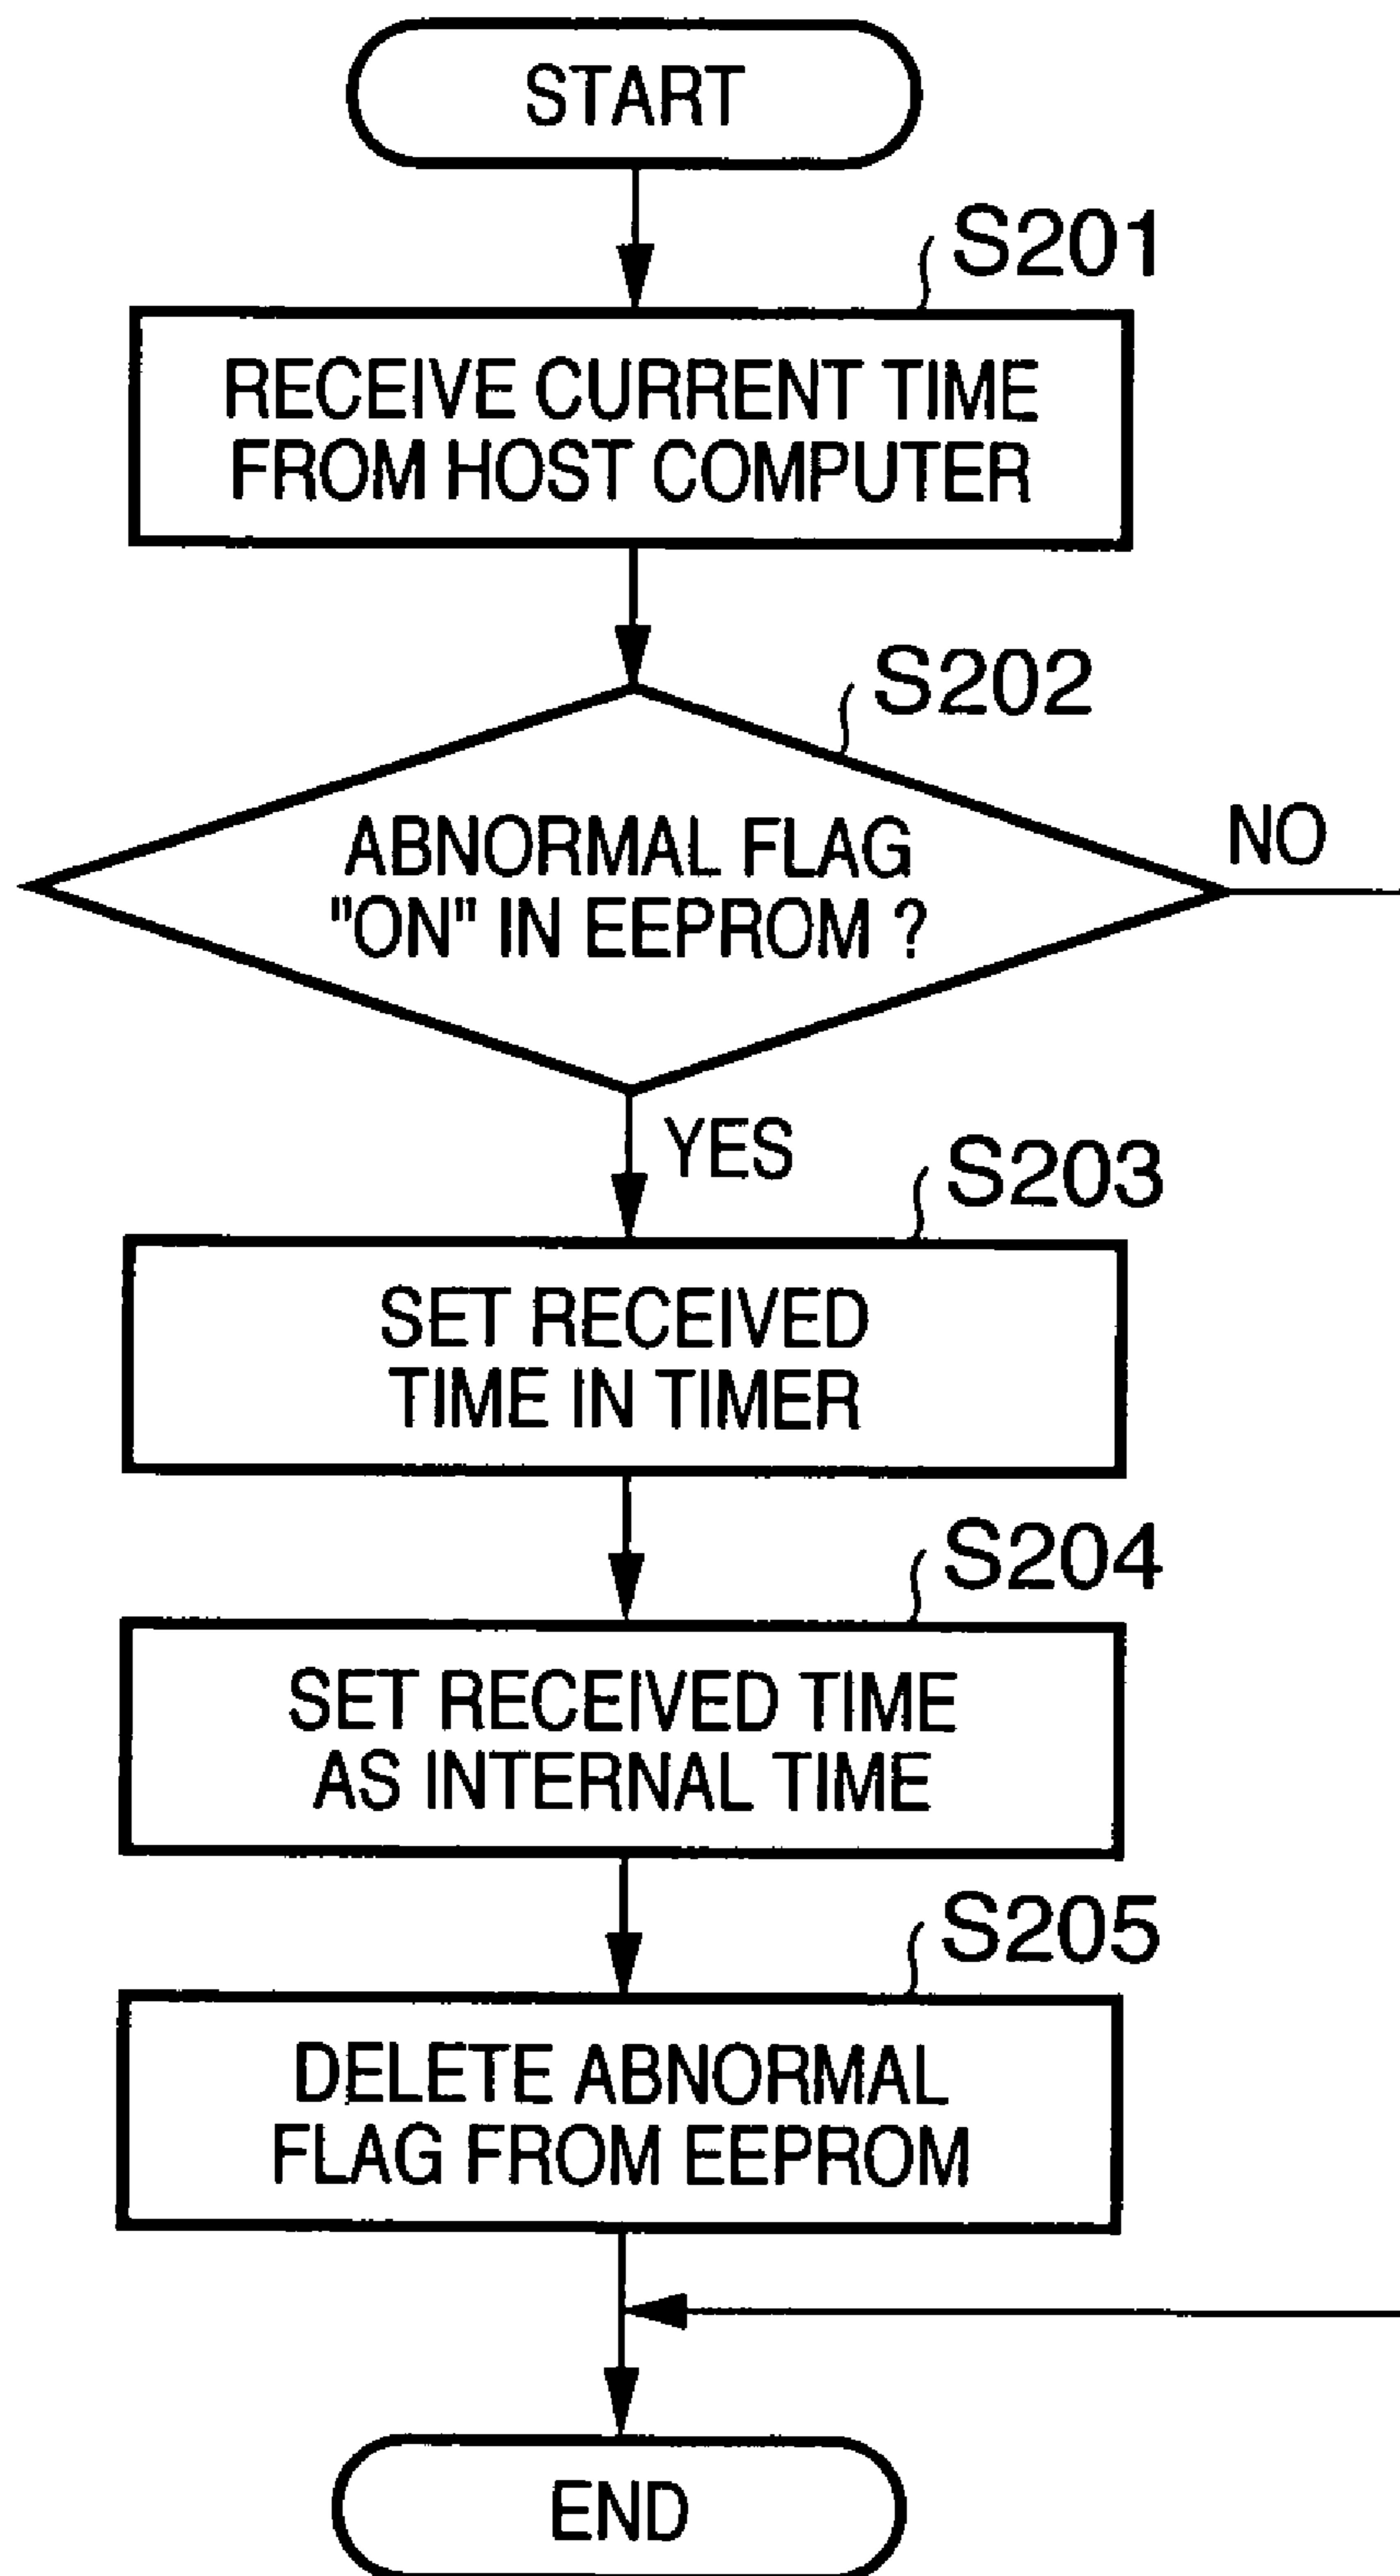 START
S201
RECEIVE CURRENT TIME
FROM HOST COMPUTER
S202
ABNORMAL FLAG
"ON" IN EEPROM ?
NO
YES
S203
SET RECEIVED
TIME IN TIMER
S204
SET RECEIVED TIME
AS INTERNAL TIME
S205
DELETE ABNORMAL
FLAG FROM EEPROM
END